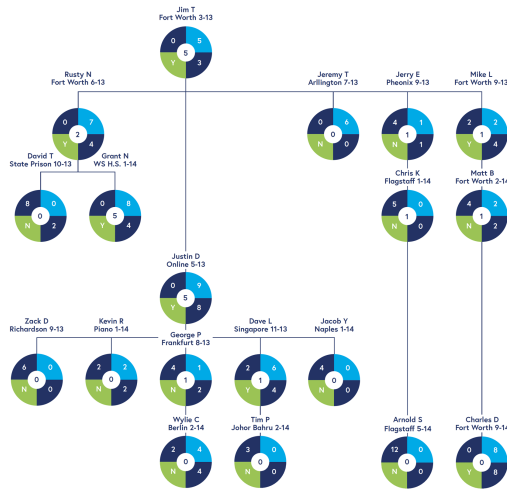 Jim T
Fort Worth 3-13
0 5
5
Y 3
Rusty N
Fort Worth 6-13
0 7
2
Y 4
Jeremy T
Arllington 7-13
0 6
0
N 0
Jerry E
Pheonix 9-13
4 1
1
N 1
Mike L
Fort Worth 9-13
2 2
1
Y 4
David T
State Prison 10-13
8 0
0
N 2
Grant N
WS H.S. 1-14
0 8
5
Y 4
Chris K
Flagstaff 1-14
5 0
1
N 0
Matt B
Fort Worth 2-14
4 2
1
N 2
Justin D
Online 5-13
0 9
5
Y 8
Zack D
Richardson 9-13
6 0
0
N 0
Kevin R
Plano 1-14
2 2
0
N 2
George P
Frankfurt 8-13
4 1
1
N 2
Dave L
Singapore 11-13
2 6
1
Y 4
Jacob Y
Naples 1-14
4 0
0
N 0
Wylie C
Berlin 2-14
2 4
0
N 4
Tim P
Johor Bahru 2-14
3 0
0
N 0
Arnold S
Flagstaff 5-14
12 0
0
N 0
Charles D
Fort Worth 9-14
0 8
0
Y 8